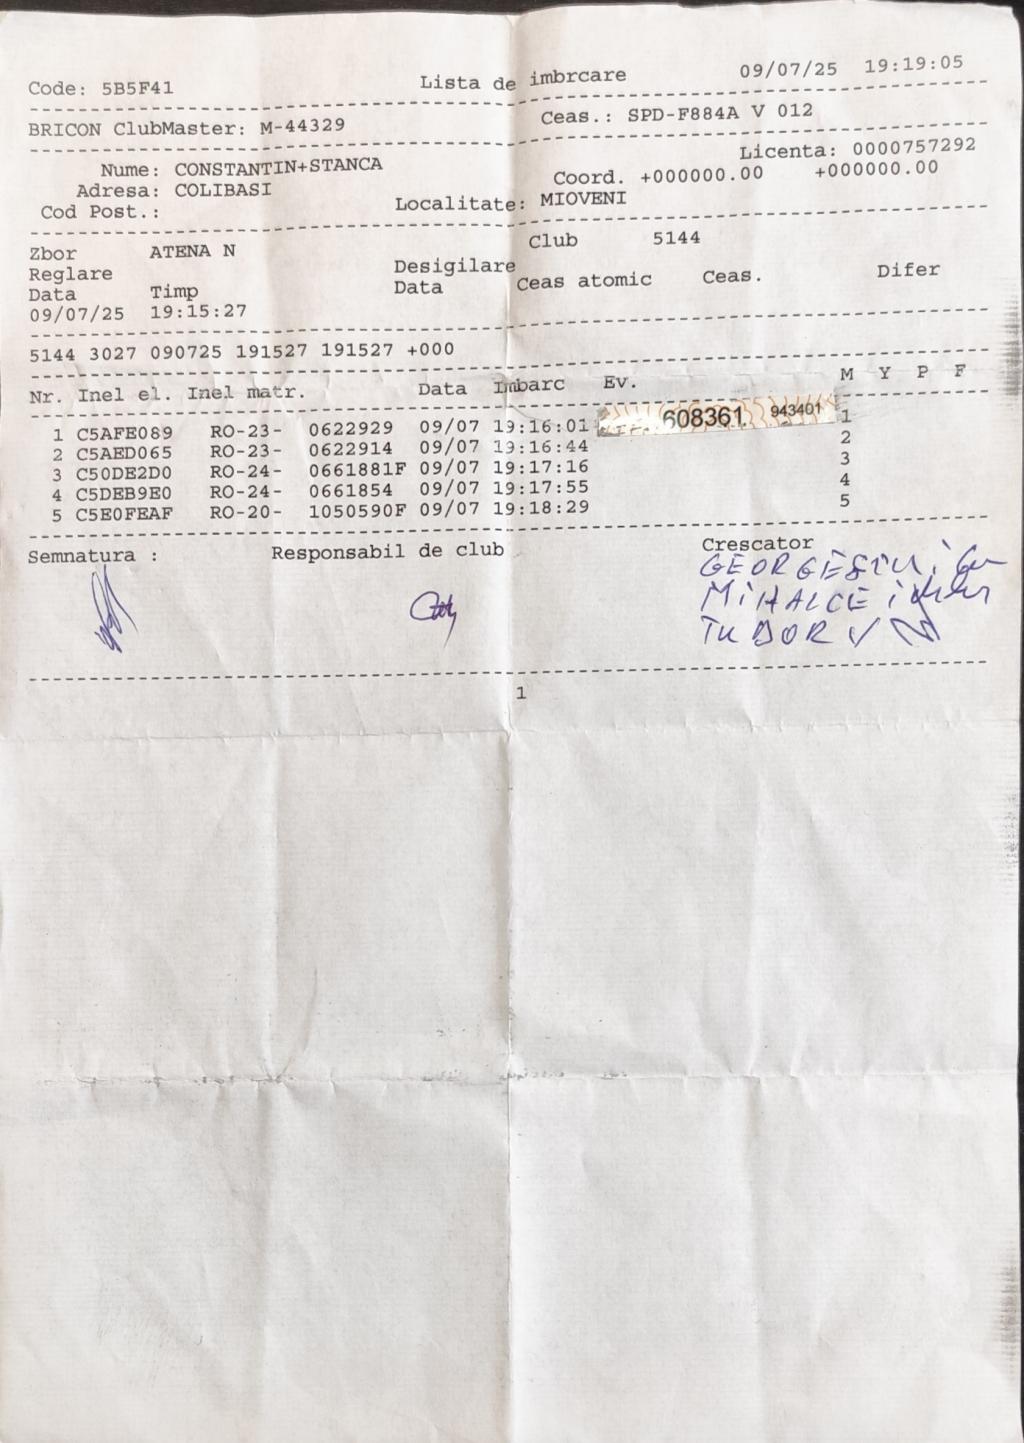 Code: 5B5F41 Lista de imbrcare 09/07/25 19:19:05
BRICON ClubMaster: M-44329 Ceas.: SPD-F884A V 012
Nume: CONSTANTIN+STANCA Licenta: 0000757292
Adresa: COLIBASI Coord. +000000.00 +000000.00
Cod Post.: Localitate: MIOVENI
Zbor ATENA N Club 5144
Reglare Desigilare
Data Timp Data Ceas atomic Ceas. Difer
09/07/25 19:15:27
5144 3027 090725 191527 191527 +000
Nr. Inel el. Inel matr. Data Imbarc Ev. M Y P F
1 C5AFE089 RO-23- 0622929 09/07 19:16:01 608361 943401 1
2 C5AED065 RO-23- 0622914 09/07 19:16:44 2
3 C50DE2D0 RO-24- 0661881F 09/07 19:17:16 3
4 C5DEB9E0 RO-24- 0661854 09/07 19:17:55 4
5 C5E0FEAF RO-20- 1050590F 09/07 19:18:29 5
Semnatura : Responsabil de club Crescator
GEORGESCU
MIHALCE
TUDOR V
1